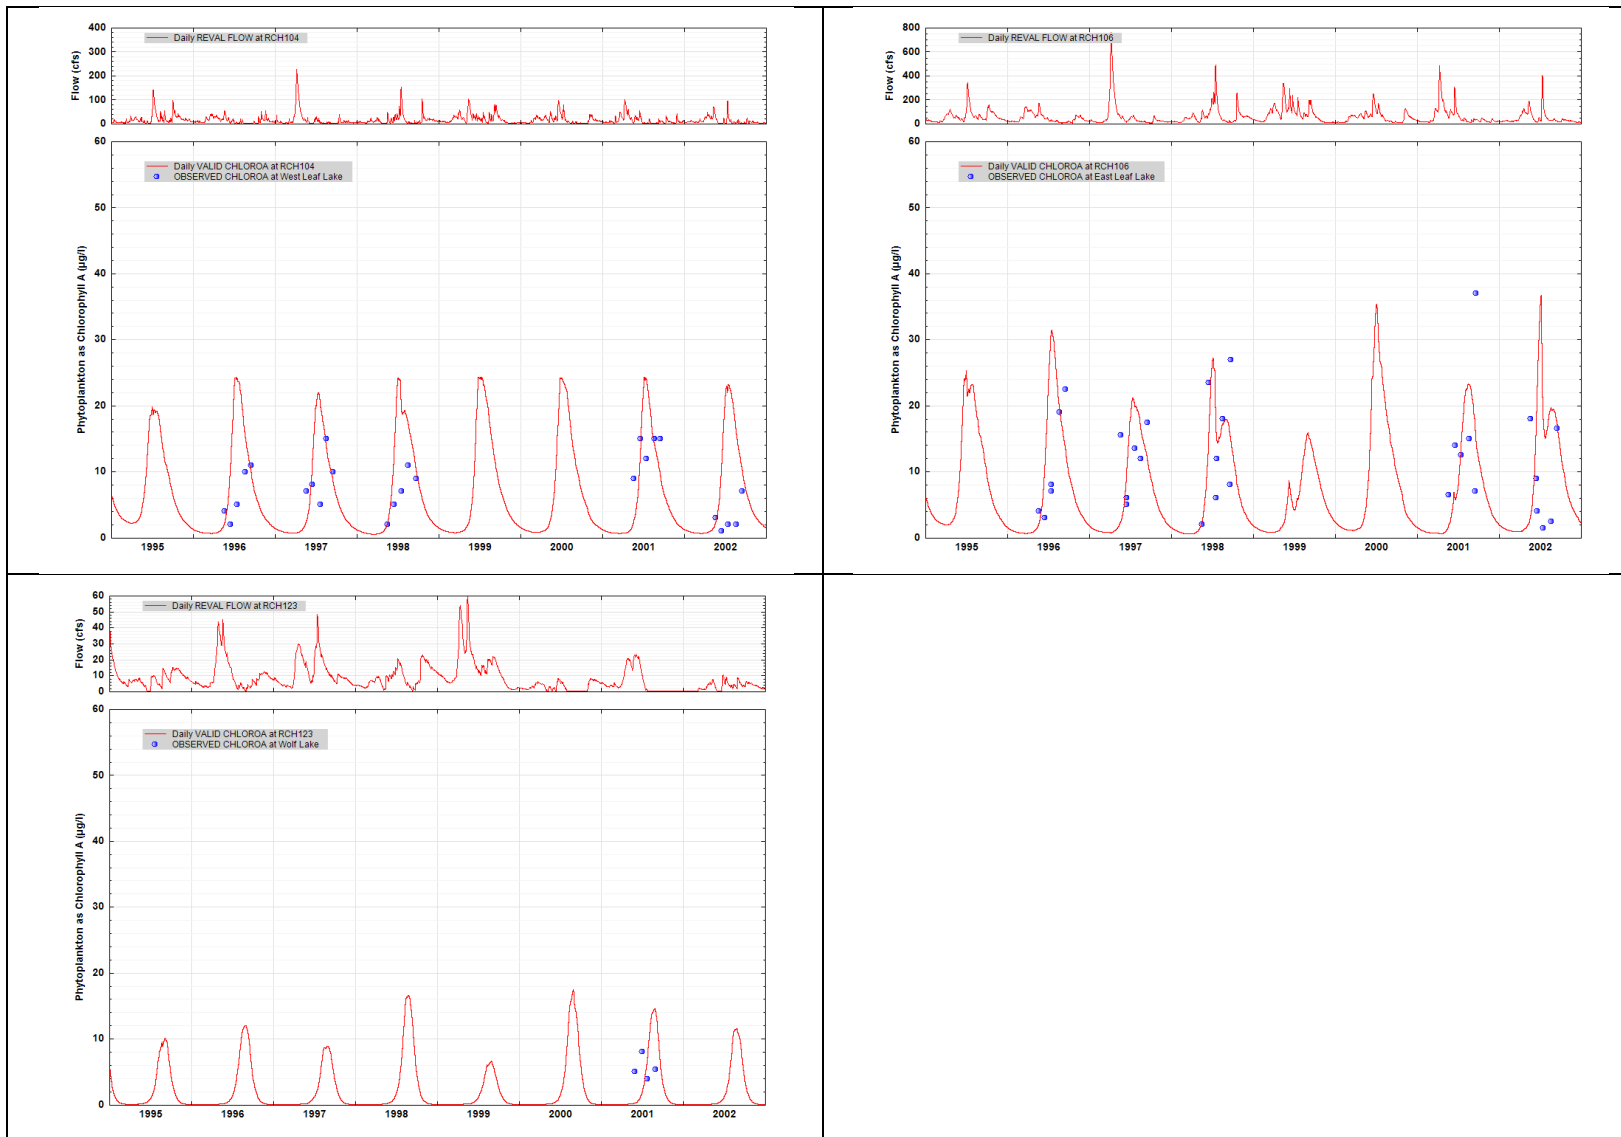 400
300
200
100
0
Flow (cfs)
Daily REVAL FLOW at RCH104
60
50
40
30
20
10
0
Phytoplankton as Chlorophyll A (µg/l)
Daily VALID CHLOROA at RCH104
OBSERVED CHLOROA at West Leaf Lake
1995 1996 1997 1998 1999 2000 2001 2002
800
600
400
200
0
Flow (cfs)
Daily REVAL FLOW at RCH106
60
50
40
30
20
10
0
Phytoplankton as Chlorophyll A (µg/l)
Daily VALID CHLOROA at RCH106
OBSERVED CHLOROA at East Leaf Lake
1995 1996 1997 1998 1999 2000 2001 2002
60
50
40
30
20
10
0
Flow (cfs)
Daily REVAL FLOW at RCH123
60
50
40
30
20
10
0
Phytoplankton as Chlorophyll A (µg/l)
Daily VALID CHLOROA at RCH123
OBSERVED CHLOROA at Wolf Lake
1995 1996 1997 1998 1999 2000 2001 2002